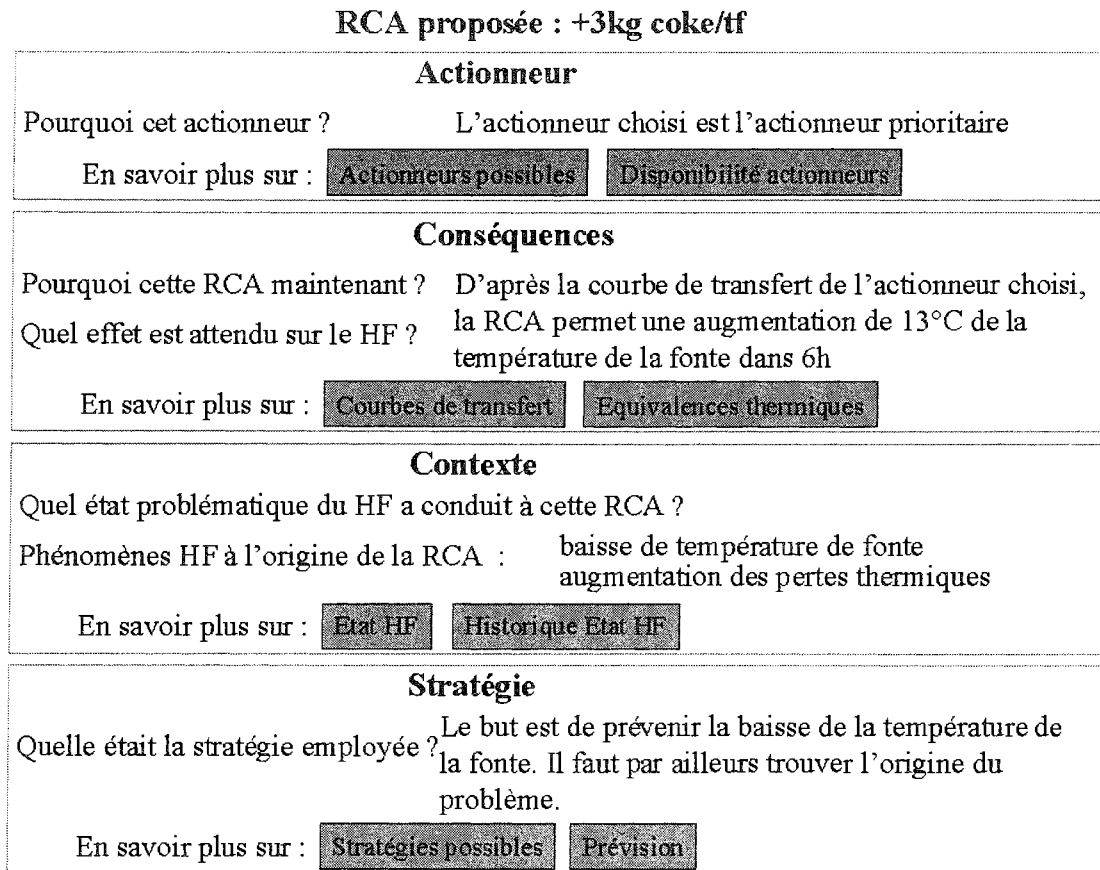 RCA proposée : +3kg coke/tf
Actionneur
Pourquoi cet actionneur ? L'actionneur choisi est l'actionneur prioritaire
En savoir plus sur : Actionneurs possibles Disponibilité actionneurs
Conséquences
Pourquoi cette RCA maintenant ? D'après la courbe de transfert de l'actionneur choisi,
Quel effet est attendu sur le HF ? la RCA permet une augmentation de 13°C de la
température de la fonte dans 6h
En savoir plus sur : Courbes de transfert Equivalences thermiques
Contexte
Quel état problématique du HF a conduit à cette RCA ?
Phénomènes HF à l'origine de la RCA : baisse de température de fonte
augmentation des pertes thermiques
En savoir plus sur : Etat HF Historique Etat HF
Stratégie
Quelle était la stratégie employée ? Le but est de prévenir la baisse de la température de
la fonte. Il faut par ailleurs trouver l'origine du
problème.
En savoir plus sur : Stratégies possibles Prévision